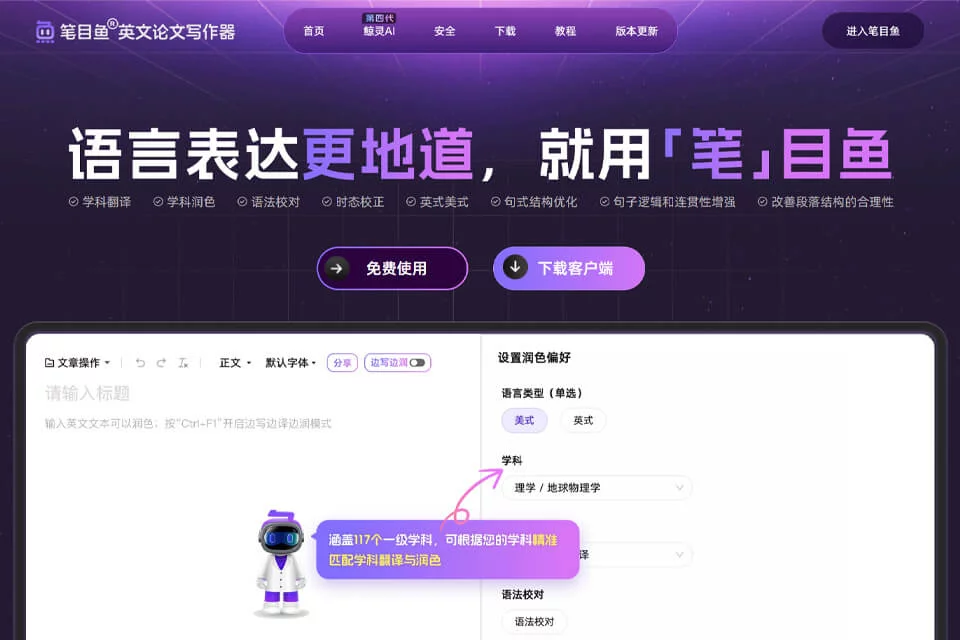 笔目鱼®英文论文写作器
首页
第四代
鲸灵AI
安全
下载
教程
版本更新
进入笔目鱼
语言表达更地道，就用「笔」目鱼
学科翻译 学科润色 语法校对 时态校正 英式美式 句式结构优化 句子逻辑和连贯性增强 改善段落结构的合理性
免费使用 下载客户端
文章操作 正文 默认字体 分享 边写边润
请输入标题
输入英文文本可以润色；按"Ctrl+F1"开启边写边译边润模式
设置润色偏好
语言类型（单选）
美式 英式
学科
理学 / 地球物理学
涵盖117个一级学科，可根据您的学科精准
匹配学科翻译与润色
译
语法校对
语法校对